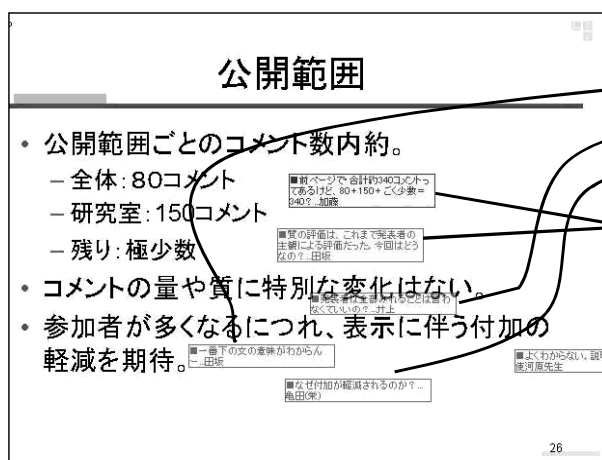 公開範囲
• 公開範囲ごとのコメント数内約。
– 全体:80コメント
– 研究室:150コメント
– 残り:極少数
■前ページで合計約340コメントっ
てあるけど、80+150+ごく少数=
340?...加藤
■質の評価は、これまで発表者の
主観による評価だった。今回はどう
なの?...田坂
• コメントの量や質に特別な変化はない。
■発表者は全部みれることは言わ
なくていいの?...井上
• 参加者が多くなるにつれ、表示に伴う付加の
軽減を期待。
■一番下の文の意味がわからん
ー...田坂
■よくわからない。説明
使河原先生
■なぜ付加が軽減されるのか?...
亀田(栄)
26